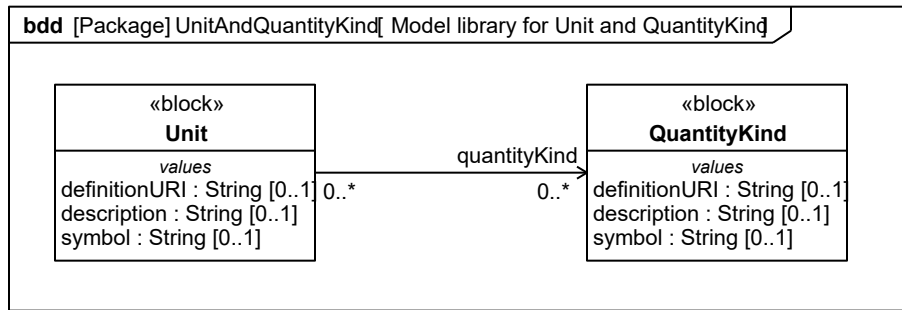 bdd [Package] UnitAndQuantityKind[ Model library for Unit and QuantityKind]
«block»
Unit
values
definitionURI : String [0..1]
description : String [0..1]
symbol : String [0..1]
quantityKind
0..*
0..*
«block»
QuantityKind
values
definitionURI : String [0..1]
description : String [0..1]
symbol : String [0..1]